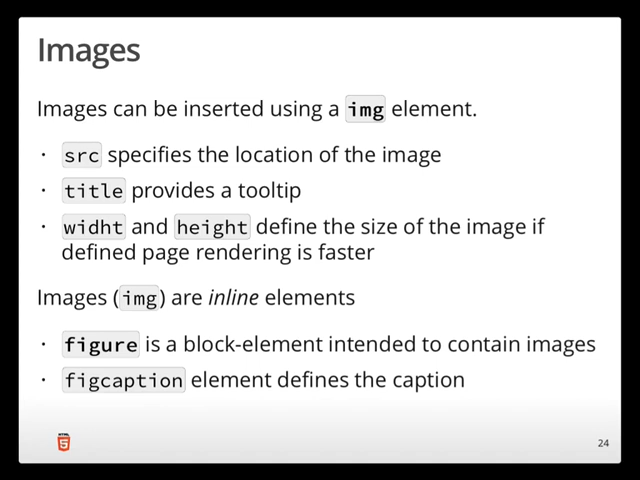 Images
Images can be inserted using a img element.
· src specifies the location of the image
· title provides a tooltip
· widht and height define the size of the image if
defined page rendering is faster
Images (img) are inline elements
· figure is a block-element intended to contain images
· figcaption element defines the caption
HTML
5
24